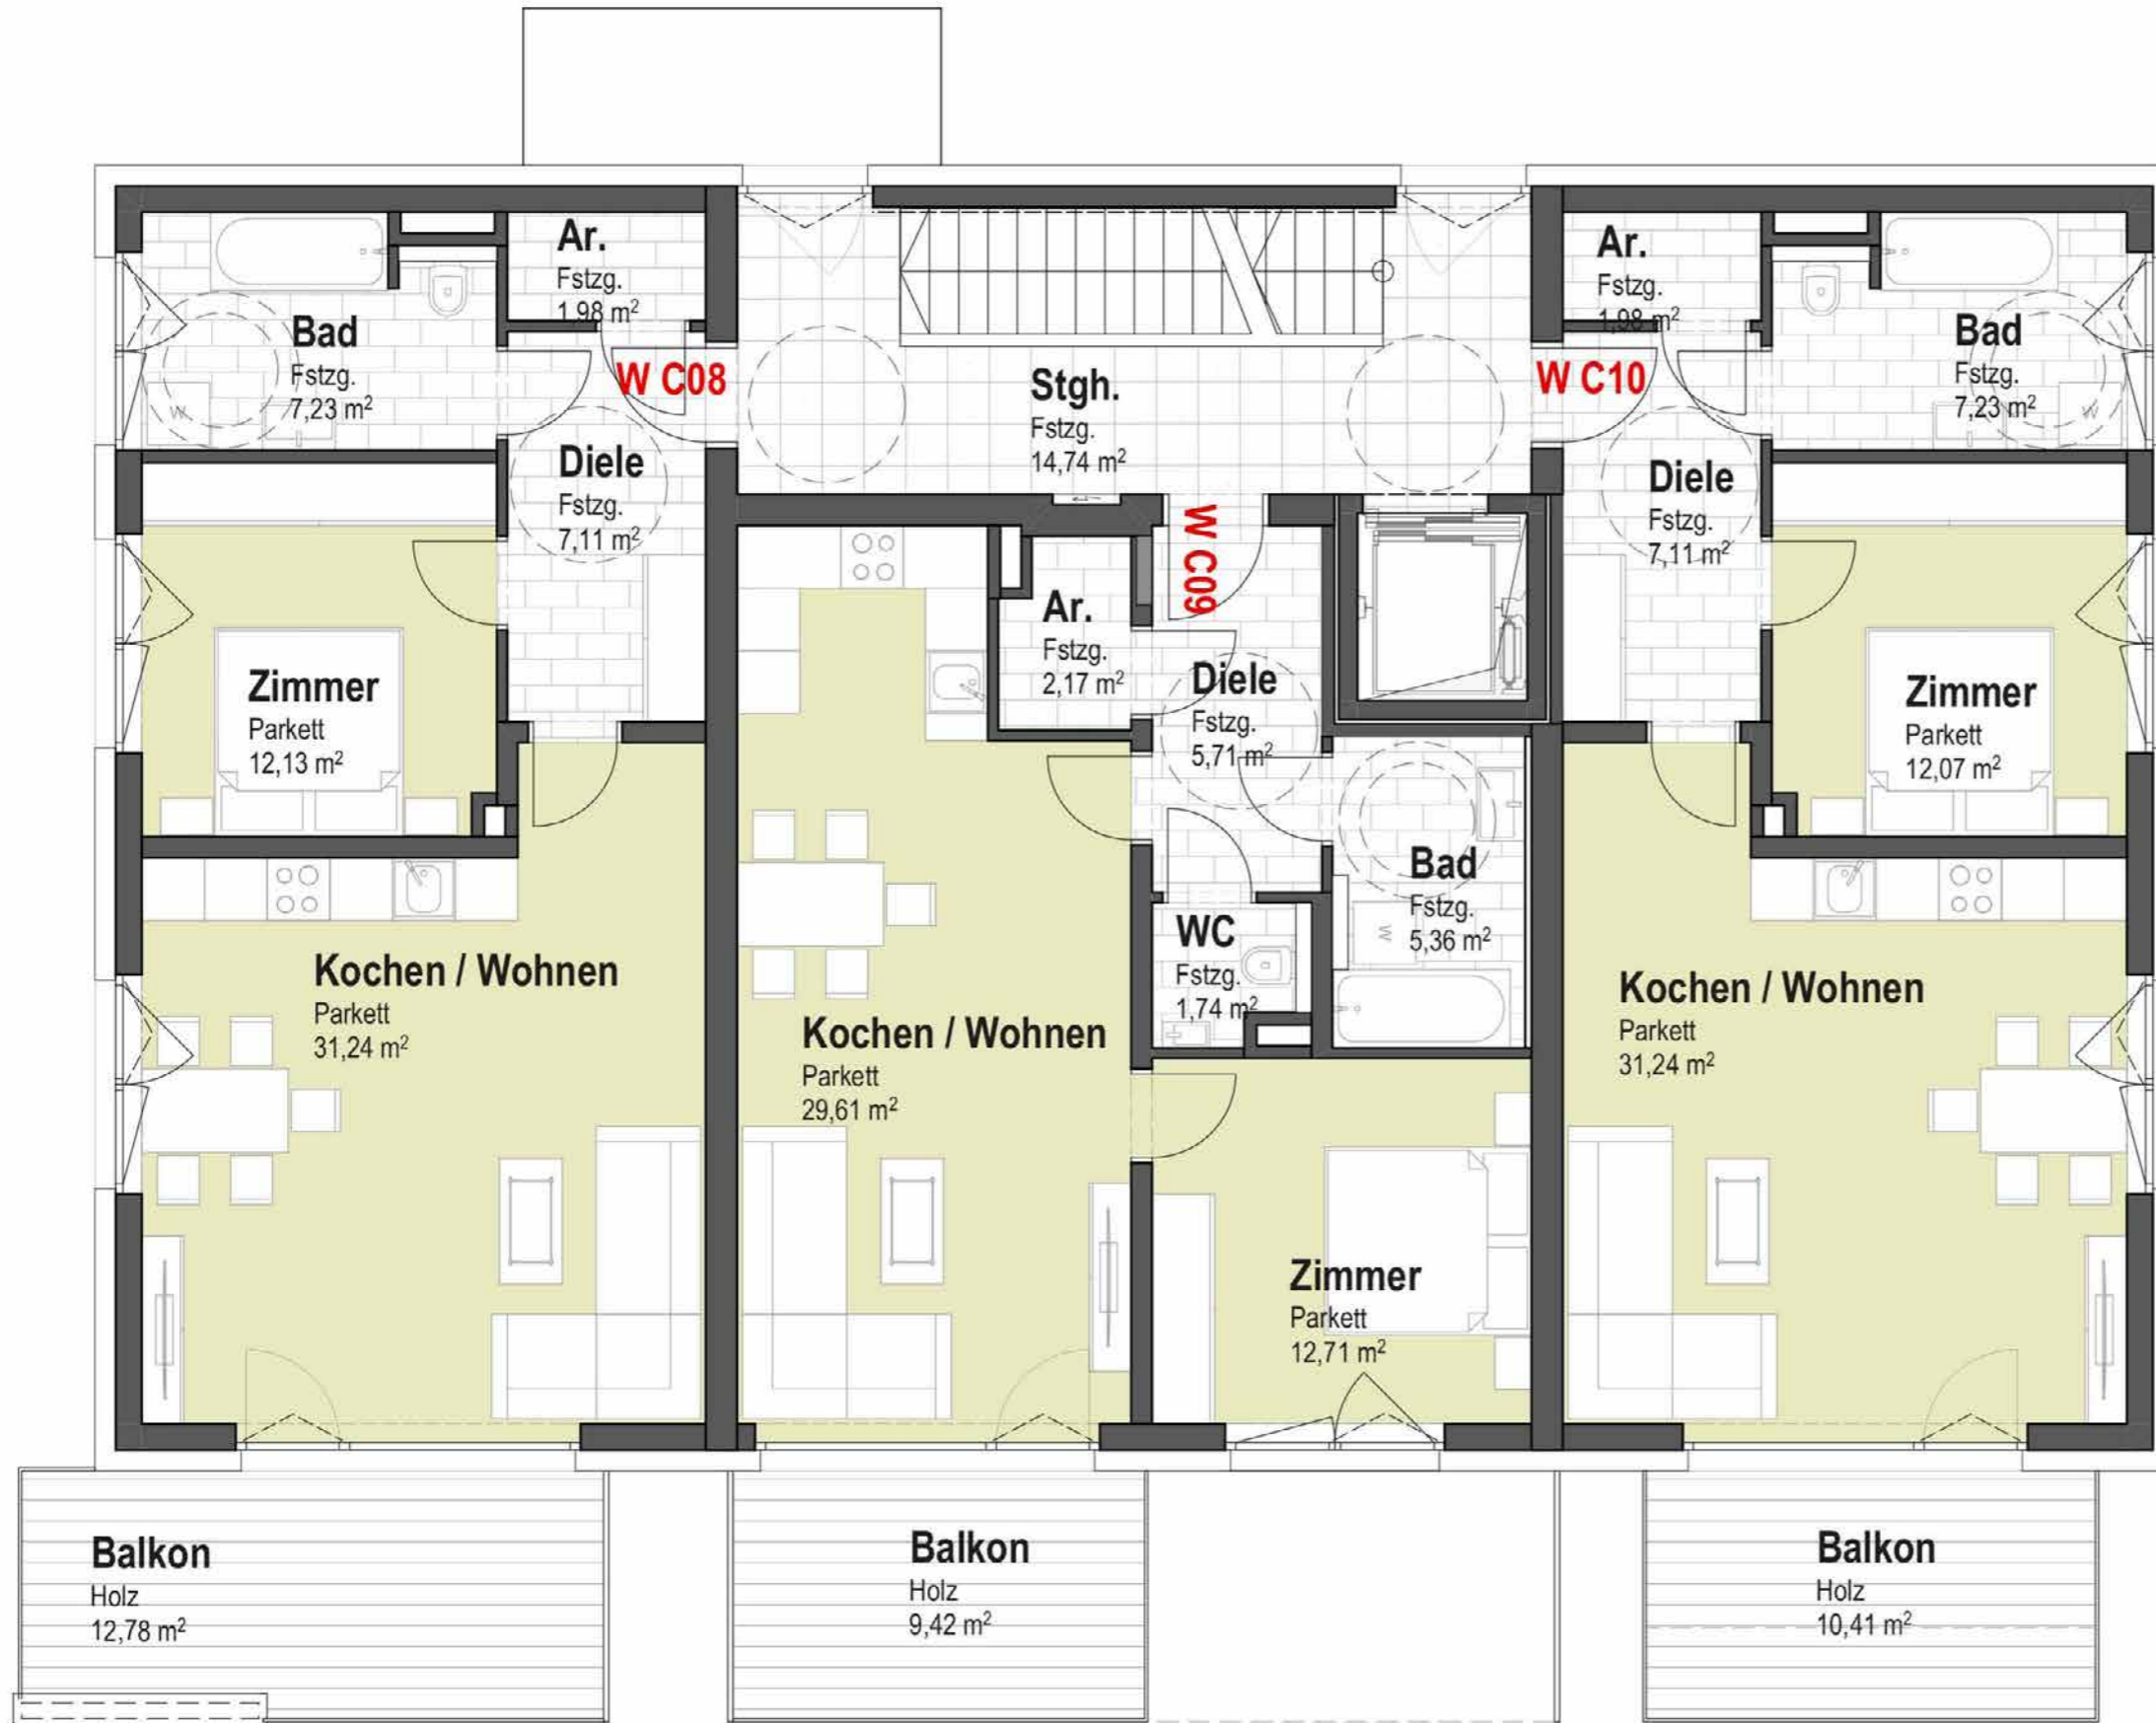 Ar.
Fstzg.
1,98 m²
Bad
Fstzg.
7,23 m²
W
W C08
Diele
Fstzg.
7,11 m²
Zimmer
Parkett
12,13 m²
Kochen / Wohnen
Parkett
31,24 m²
Balkon
Holz
12,78 m²
Stgh.
Fstzg.
14,74 m²
W C09
Ar.
Fstzg.
2,17 m²
Diele
Fstzg.
5,71 m²
Bad
Fstzg.
5,36 m²
W
WC
Fstzg.
1,74 m²
Kochen / Wohnen
Parkett
29,61 m²
Zimmer
Parkett
12,71 m²
Balkon
Holz
9,42 m²
Ar.
Fstzg.
1,98 m²
W C10
Bad
Fstzg.
7,23 m²
W
Diele
Fstzg.
7,11 m²
Zimmer
Parkett
12,07 m²
Kochen / Wohnen
Parkett
31,24 m²
Balkon
Holz
10,41 m²